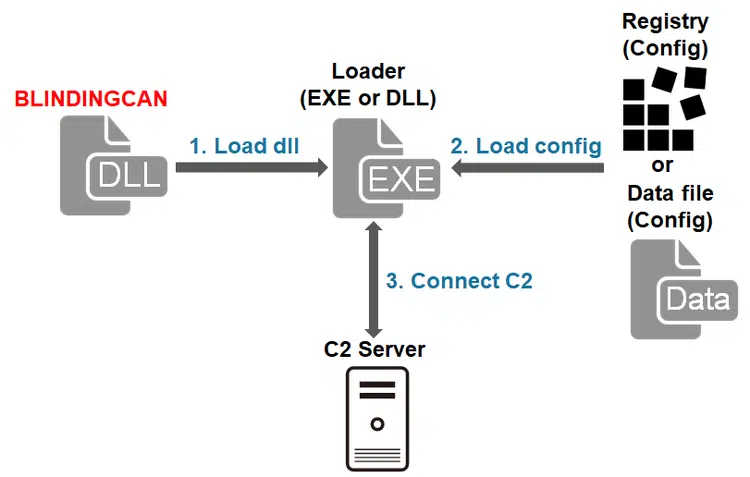 Registry
(Config)
Loader
(EXE or DLL)
BLINDINGCAN
1. Load dll
2. Load config
DLL
EXE
or
Data file
(Config)
3. Connect C2
Data
C2 Server